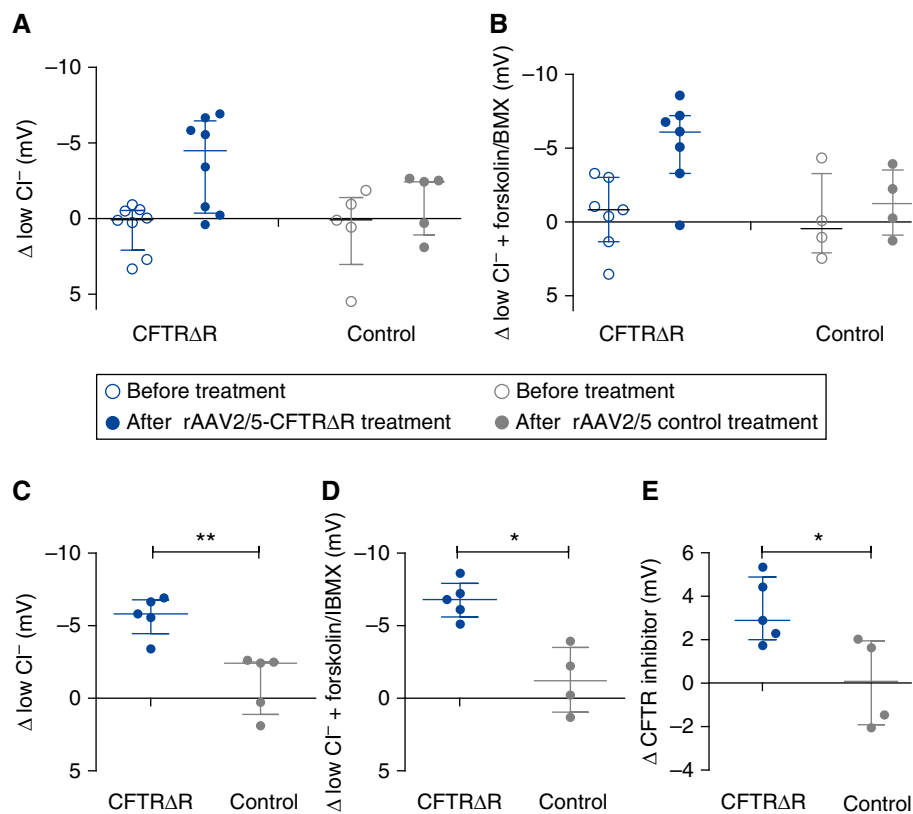 A
B
Δ low Cl⁻ (mV)
–10
–5
0
5
CFTRΔR
Control
Δ low Cl⁻ + forskolin/BMX (mV)
–10
–5
0
5
CFTRΔR
Control
Before treatment
Before treatment
After rAAV2/5-CFTRΔR treatment
After rAAV2/5 control treatment
C
D
E
Δ low Cl⁻ (mV)
–10
–5
0
5
**
CFTRΔR
Control
Δ low Cl⁻ + forskolin/IBMX (mV)
–10
–5
0
5
*
CFTRΔR
Control
Δ CFTR inhibitor (mV)
6
4
2
0
–2
–4
*
CFTRΔR
Control